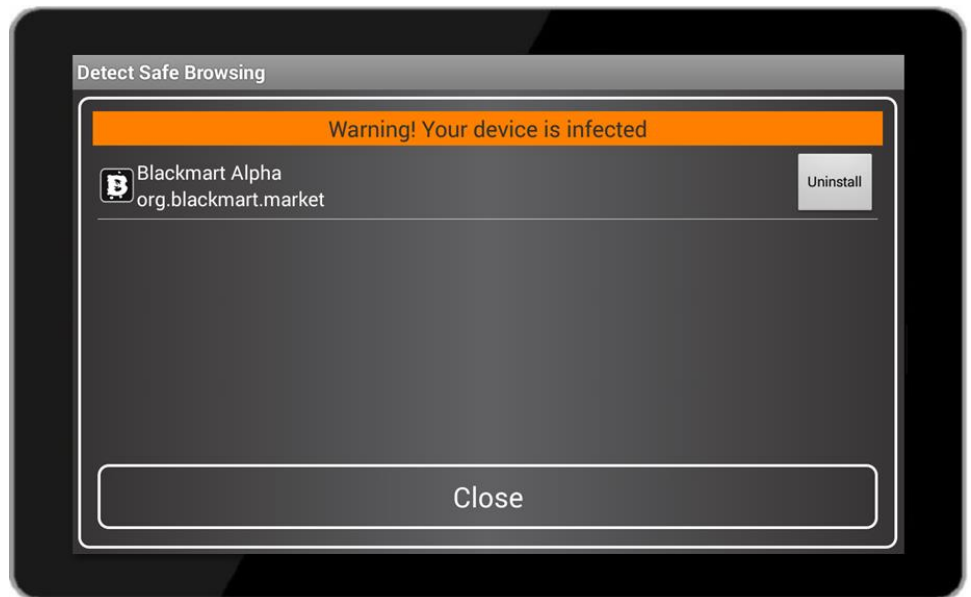 Detect Safe Browsing
Warning! Your device is infected
Blackmart Alpha
org.blackmart.market
Uninstall
Close